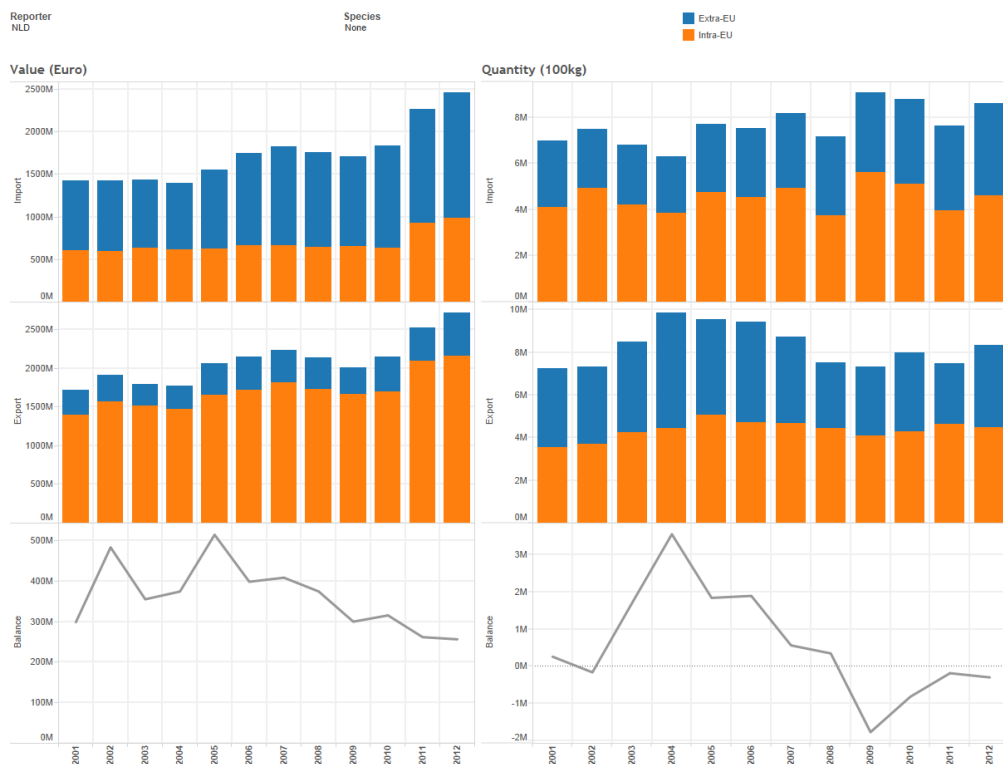 Reporter
NLD
Species
None
Extra-EU
Intra-EU
Value (Euro)
Quantity (100kg)
Import
2500M
2000M
1500M
1000M
500M
0M
Import
8M
6M
4M
2M
0M
Export
2500M
2000M
1500M
1000M
500M
0M
Export
10M
8M
6M
4M
2M
0M
Balance
500M
400M
300M
200M
100M
0M
Balance
3M
2M
1M
0M
-1M
-2M
2001 2002 2003 2004 2005 2006 2007 2008 2009 2010 2011 2012
2001 2002 2003 2004 2005 2006 2007 2008 2009 2010 2011 2012